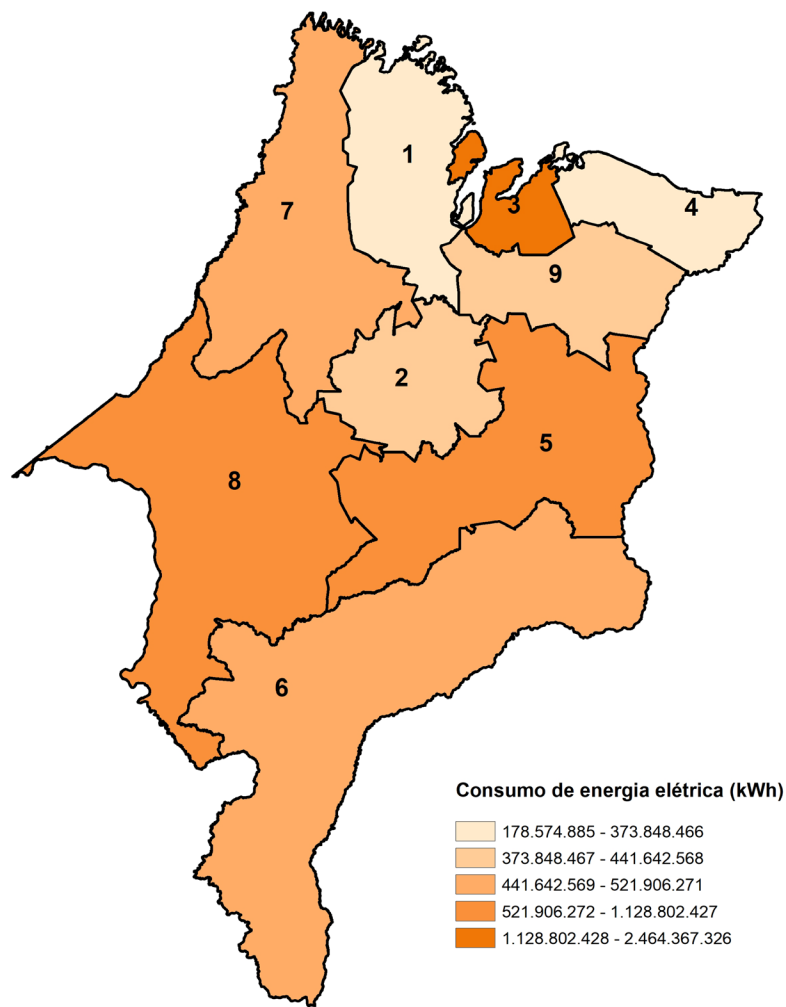 1
3
4
7
9
2
5
8
6
Consumo de energia elétrica (kWh)
178.574.885 - 373.848.466
373.848.467 - 441.642.568
441.642.569 - 521.906.271
521.906.272 - 1.128.802.427
1.128.802.428 - 2.464.367.326